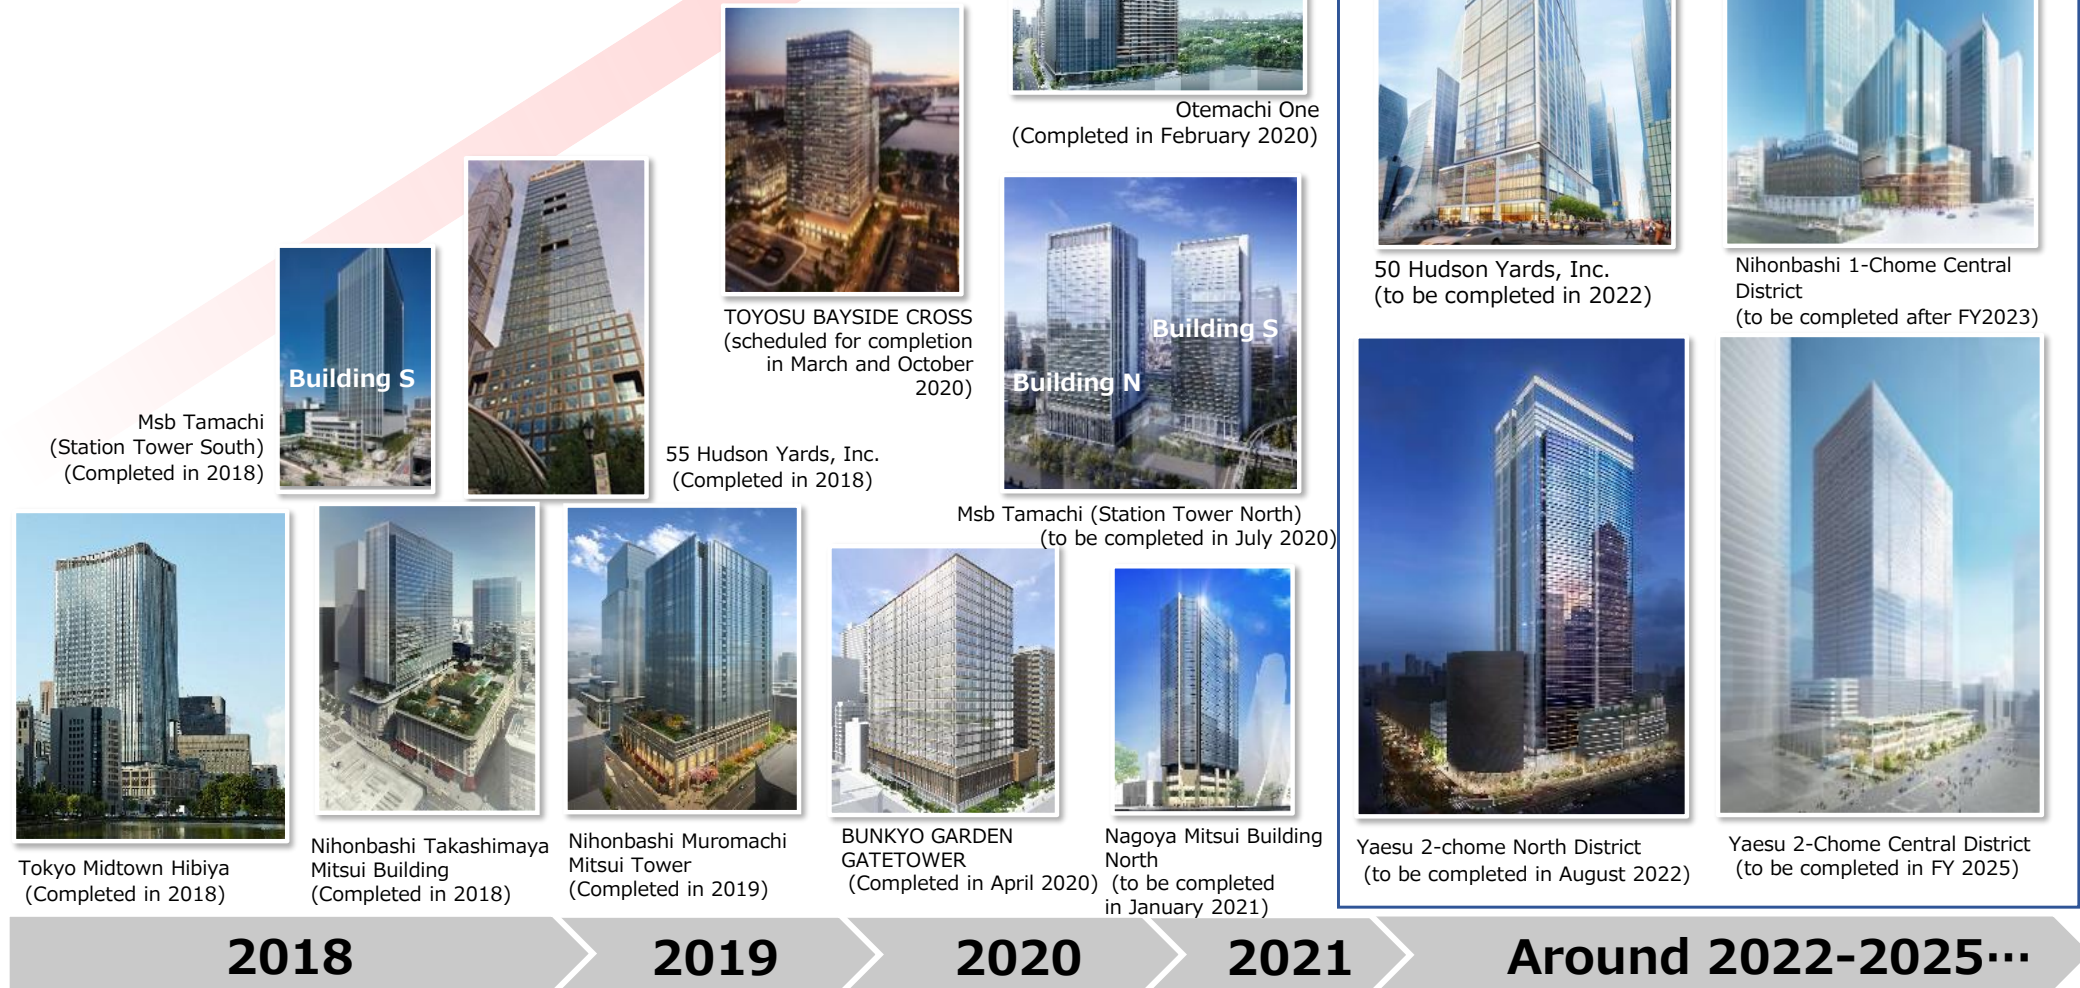 Otemachi One
(Completed in February 2020)
50 Hudson Yards, Inc.
(to be completed in 2022)
Nihonbashi 1-Chome Central
District
(to be completed after FY2023)
TOYOSU BAYSIDE CROSS
(scheduled for completion
in March and October
2020)
Building S
Building N
Building S
Msb Tamachi
(Station Tower South)
(Completed in 2018)
55 Hudson Yards, Inc.
(Completed in 2018)
Msb Tamachi (Station Tower North)
(to be completed in July 2020)
Tokyo Midtown Hibiya
(Completed in 2018)
Nihonbashi Takashimaya
Mitsui Building
(Completed in 2018)
Nihonbashi Muromachi
Mitsui Tower
(Completed in 2019)
BUNKYO GARDEN
GATETOWER
(Completed in April 2020)
Nagoya Mitsui Building
North
(to be completed
in January 2021)
Yaesu 2-chome North District
(to be completed in August 2022)
Yaesu 2-Chome Central District
(to be completed in FY 2025)
2018
2019
2020
2021
Around 2022-2025…